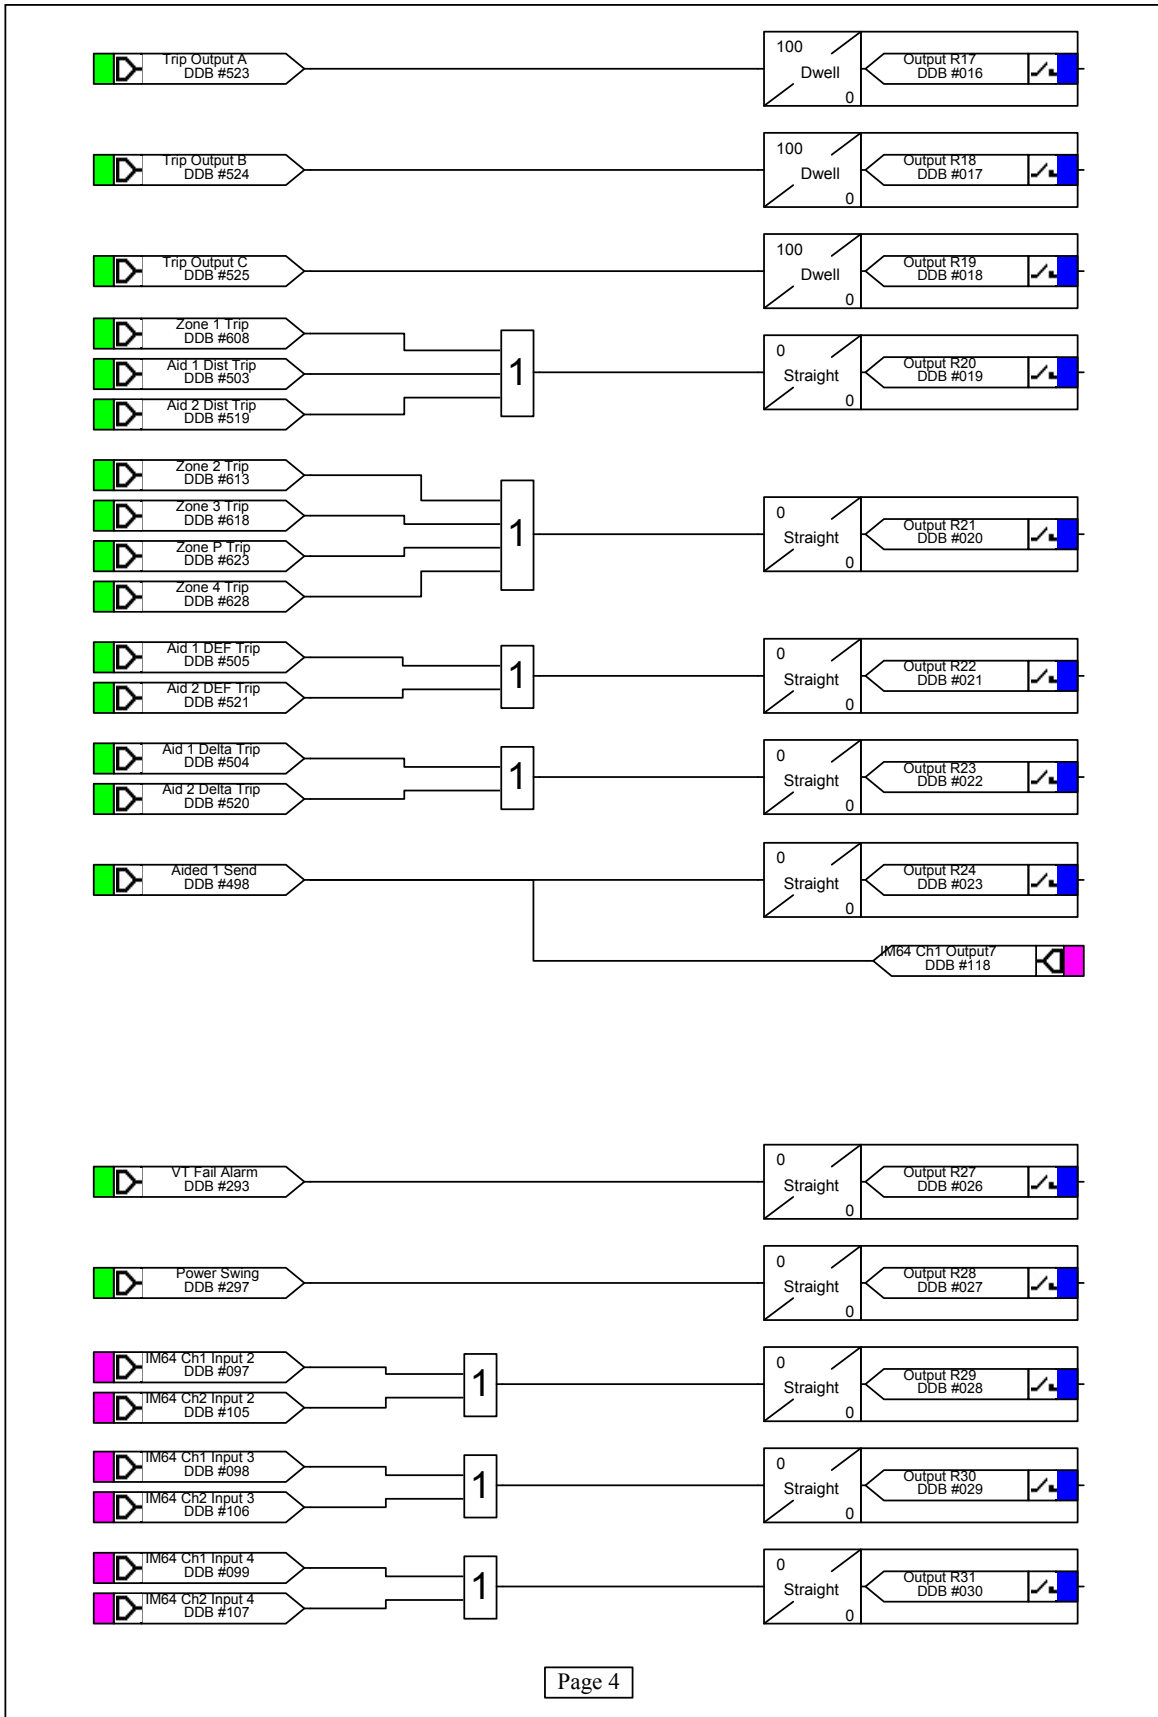 Trip Output A
DDB #523
100
Dwell
0
Output R17
DDB #016
Trip Output B
DDB #524
100
Dwell
0
Output R18
DDB #017
Trip Output C
DDB #525
100
Dwell
0
Output R19
DDB #018
Zone 1 Trip
DDB #608
Aid 1 Dist Trip
DDB #503
Aid 2 Dist Trip
DDB #519
1
0
Straight
0
Output R20
DDB #019
Zone 2 Trip
DDB #613
Zone 3 Trip
DDB #618
Zone P Trip
DDB #623
Zone 4 Trip
DDB #628
1
0
Straight
0
Output R21
DDB #020
Aid 1 DEF Trip
DDB #505
Aid 2 DEF Trip
DDB #521
1
0
Straight
0
Output R22
DDB #021
Aid 1 Delta Trip
DDB #504
Aid 2 Delta Trip
DDB #520
1
0
Straight
0
Output R23
DDB #022
Aided 1 Send
DDB #498
0
Straight
0
Output R24
DDB #023
IM64 Ch1 Output7
DDB #118
VT Fail Alarm
DDB #293
0
Straight
0
Output R27
DDB #026
Power Swing
DDB #297
0
Straight
0
Output R28
DDB #027
IM64 Ch1 Input 2
DDB #097
IM64 Ch2 Input 2
DDB #105
1
0
Straight
0
Output R29
DDB #028
IM64 Ch1 Input 3
DDB #098
IM64 Ch2 Input 3
DDB #106
1
0
Straight
0
Output R30
DDB #029
IM64 Ch1 Input 4
DDB #099
IM64 Ch2 Input 4
DDB #107
1
0
Straight
0
Output R31
DDB #030
Page 4